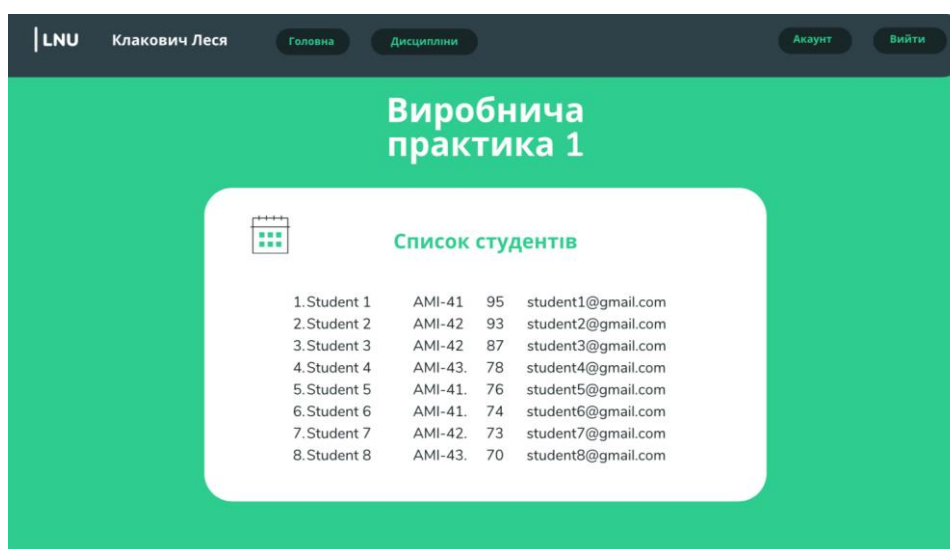 LNU Клакович Леся Головна Дисципліни Акаунт Вийти
Виробнича
практика 1
Список студентів
1. Student 1 AMI-41 95 student1@gmail.com
2. Student 2 AMI-42 93 student2@gmail.com
3. Student 3 AMI-42 87 student3@gmail.com
4. Student 4 AMI-43. 78 student4@gmail.com
5. Student 5 AMI-41. 76 student5@gmail.com
6. Student 6 AMI-41. 74 student6@gmail.com
7. Student 7 AMI-42. 73 student7@gmail.com
8. Student 8 AMI-43. 70 student8@gmail.com